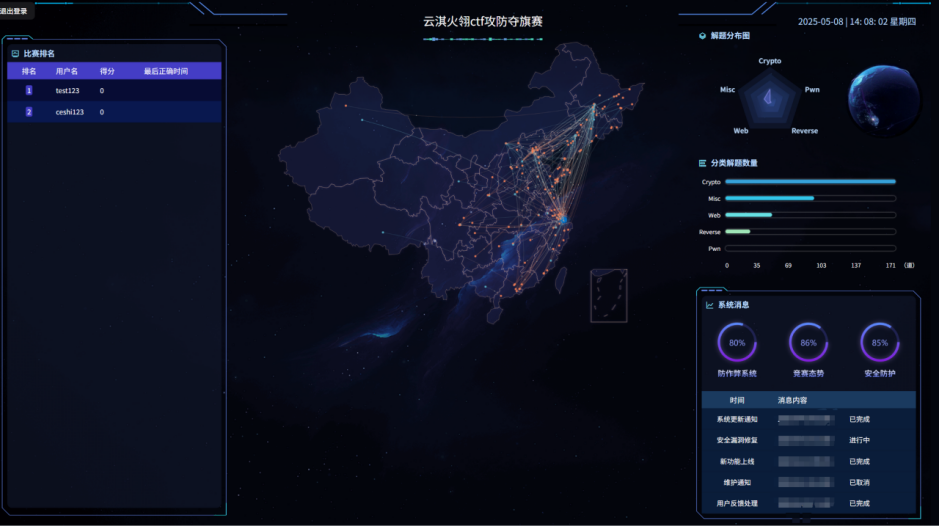 退出登录
云淇火翎ctf攻防夺旗赛
2025-05-08 | 14: 08: 02 星期四
比赛排名
排名 用户名 得分 最后正确时间
1 test123 0
2 ceshi123 0
解题分布图
Crypto
Misc Pwn
Web Reverse
分类解题数量
Crypto
Misc
Web
Reverse
Pwn
0 35 69 103 137 171 （道）
系统消息
80% 86% 85%
防作弊系统 竞赛态势 安全防护
时间 消息内容
系统更新通知 已完成
安全漏洞修复 进行中
新功能上线 已完成
维护通知 已取消
用户反馈处理 已完成